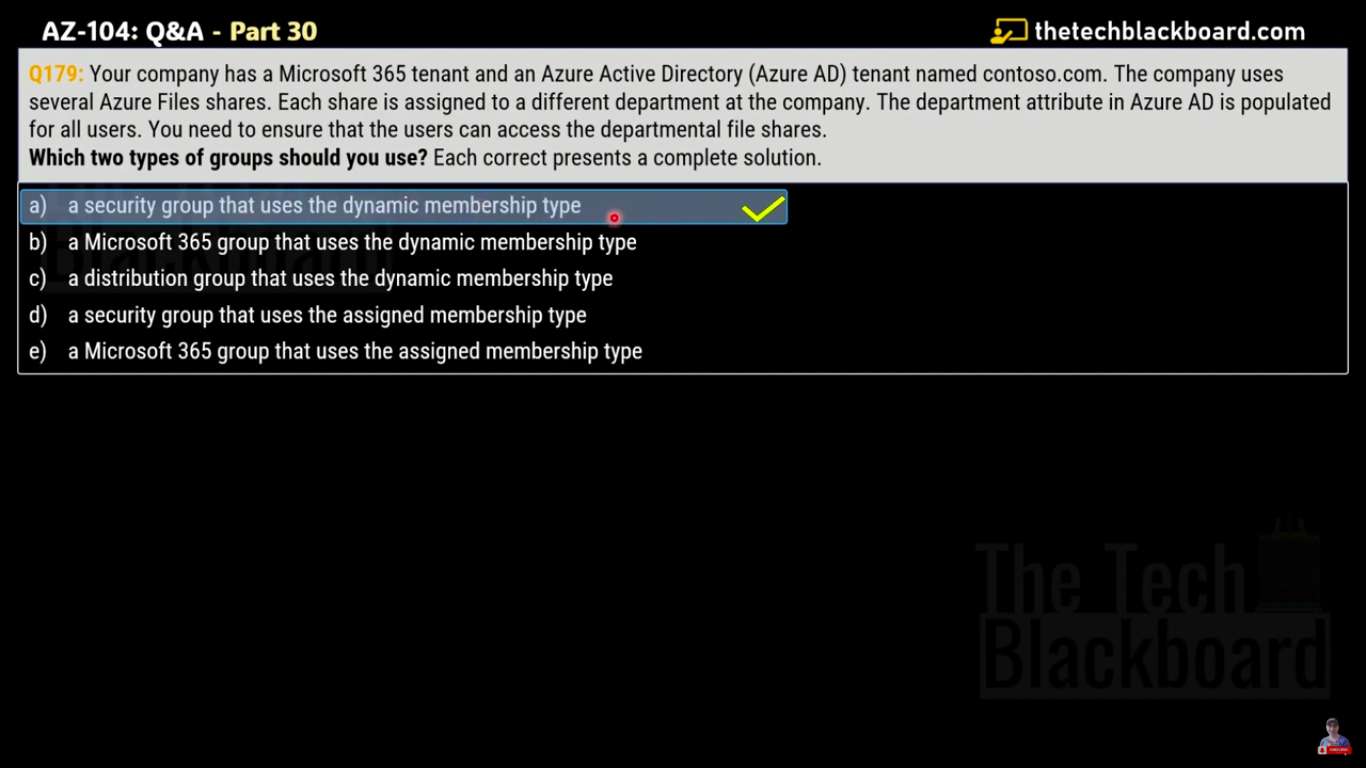 AZ-104: Q&A - Part 30
thetechblackboard.com
Q179: Your company has a Microsoft 365 tenant and an Azure Active Directory (Azure AD) tenant named contoso.com. The company uses
several Azure Files shares. Each share is assigned to a different department at the company. The department attribute in Azure AD is populated
for all users. You need to ensure that the users can access the departmental file shares.
Which two types of groups should you use? Each correct presents a complete solution.
a) a security group that uses the dynamic membership type
b) a Microsoft 365 group that uses the dynamic membership type
c) a distribution group that uses the dynamic membership type
d) a security group that uses the assigned membership type
e) a Microsoft 365 group that uses the assigned membership type
The Tech
Blackboard